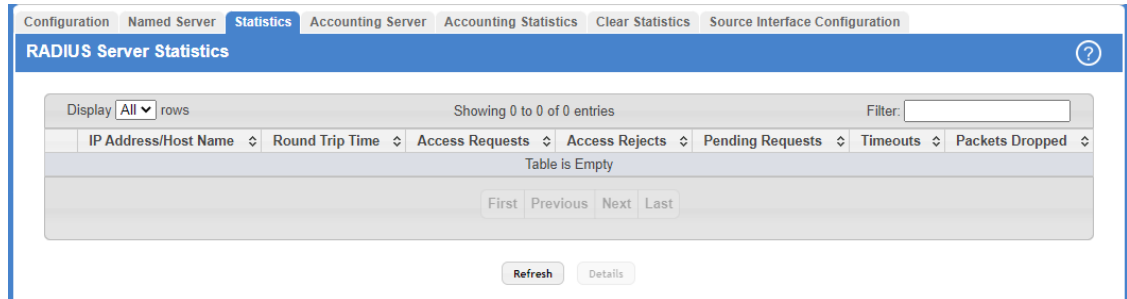 Configuration Named Server Statistics Accounting Server Accounting Statistics Clear Statistics Source Interface Configuration
RADIUS Server Statistics ?
Display All rows Showing 0 to 0 of 0 entries Filter:
IP Address/Host Name Round Trip Time Access Requests Access Rejects Pending Requests Timeouts Packets Dropped
Table is Empty
First Previous Next Last
Refresh Details